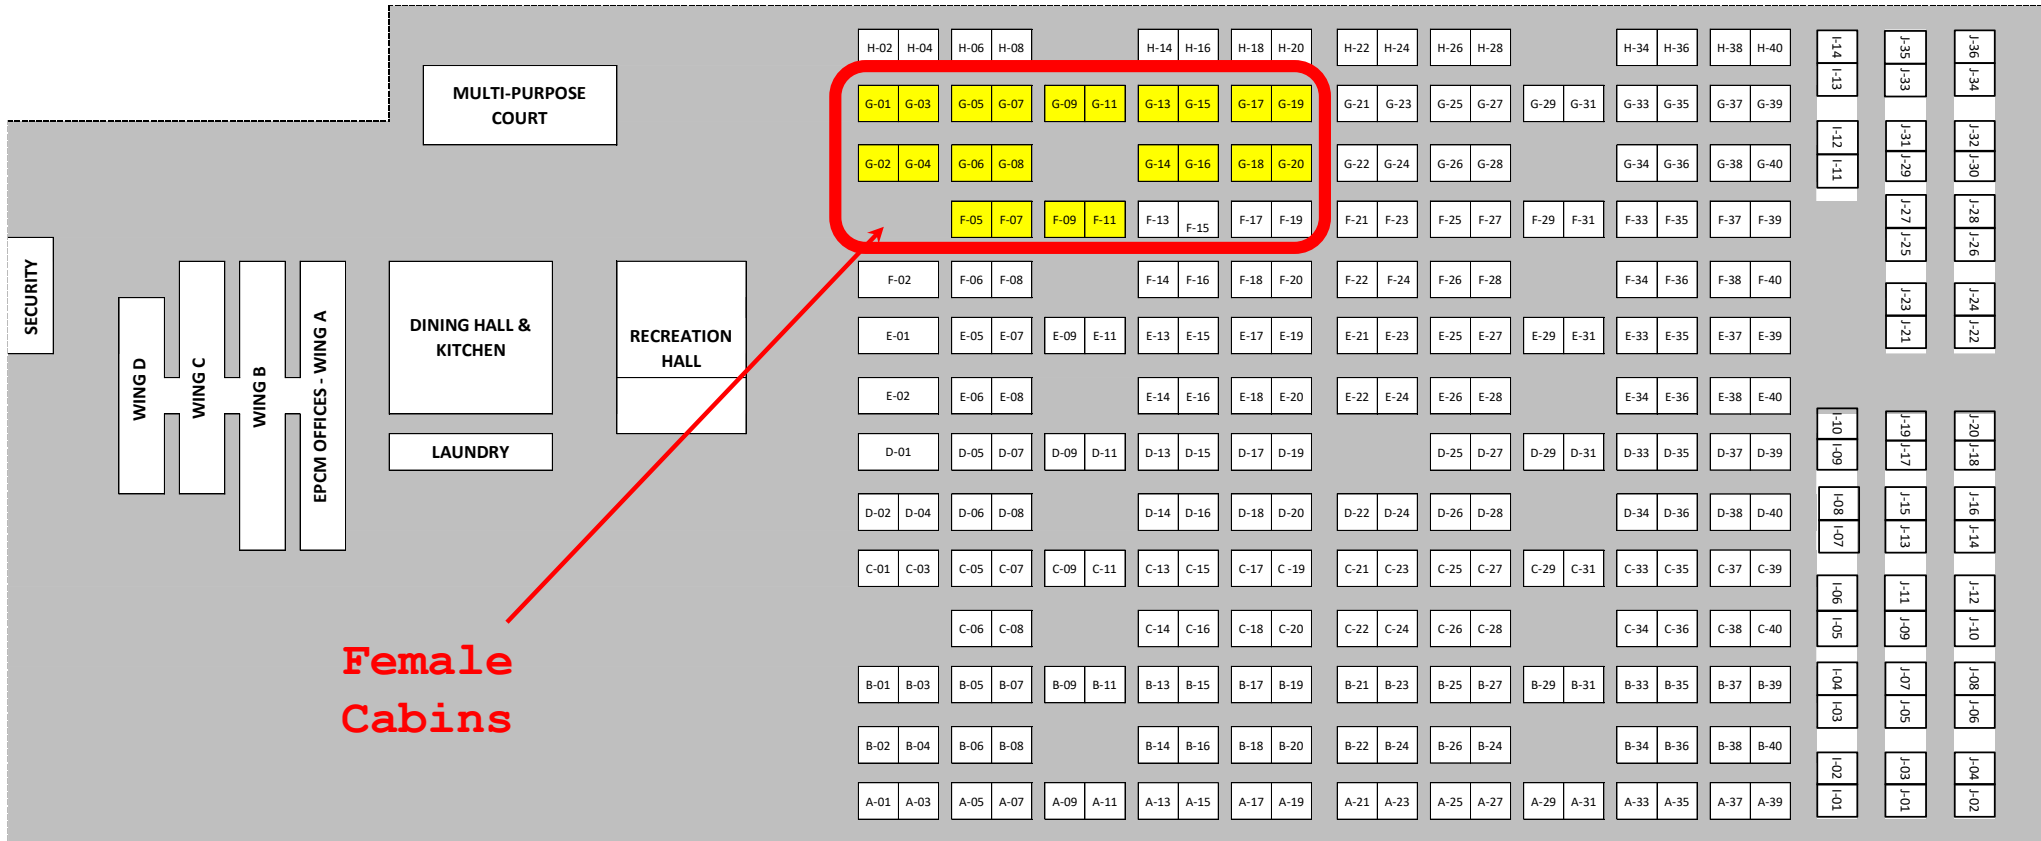 H-02 H-04 H-06 H-08 H-14 H-16 H-18 H-20 H-22 H-24 H-26 H-28 H-34 H-36 H-38 H-40
MULTI-PURPOSE
COURT
G-01 G-03 G-05 G-07 G-09 G-11 G-13 G-15 G-17 G-19 G-21 G-23 G-25 G-27 G-29 G-31 G-33 G-35 G-37 G-39
G-02 G-04 G-06 G-08 G-14 G-16 G-18 G-20 G-22 G-24 G-26 G-28 G-34 G-36 G-38 G-40
F-05 F-07 F-09 F-11 F-13 F-15 F-17 F-19 F-21 F-23 F-25 F-27 F-29 F-31 F-33 F-35 F-37 F-39
F-02 F-06 F-08 F-14 F-16 F-18 F-20 F-22 F-24 F-26 F-28 F-34 F-36 F-38 F-40
E-01 E-05 E-07 E-09 E-11 E-13 E-15 E-17 E-19 E-21 E-23 E-25 E-27 E-29 E-31 E-33 E-35 E-37 E-39
E-02 E-06 E-08 E-14 E-16 E-18 E-20 E-22 E-24 E-26 E-28 E-34 E-36 E-38 E-40
D-01 D-05 D-07 D-09 D-11 D-13 D-15 D-17 D-19 D-25 D-27 D-29 D-31 D-33 D-35 D-37 D-39
D-02 D-04 D-06 D-08 D-14 D-16 D-18 D-20 D-22 D-24 D-26 D-28 D-34 D-36 D-38 D-40
C-01 C-03 C-05 C-07 C-09 C-11 C-13 C-15 C-17 C -19 C-21 C-23 C-25 C-27 C-29 C-31 C-33 C-35 C-37 C-39
C-06 C-08 C-14 C-16 C-18 C-20 C-22 C-24 C-26 C-28 C-34 C-36 C-38 C-40
B-01 B-03 B-05 B-07 B-09 B-11 B-13 B-15 B-17 B-19 B-21 B-23 B-25 B-27 B-29 B-31 B-33 B-35 B-37 B-39
B-02 B-04 B-06 B-08 B-14 B-16 B-18 B-20 B-22 B-24 B-26 B-24 B-34 B-36 B-38 B-40
A-01 A-03 A-05 A-07 A-09 A-11 A-13 A-15 A-17 A-19 A-21 A-23 A-25 A-27 A-29 A-31 A-33 A-35 A-37 A-39
SECURITY
WING D
WING C
WING B
EPCM OFFICES - WING A
DINING HALL &
KITCHEN
LAUNDRY
RECREATION
HALL
Female
Cabins
I-14 J-35 J-36
I-13 J-33 J-34
I-12 J-31 J-32
I-11 J-29 J-30
J-27 J-28
J-25 J-26
J-23 J-24
J-21 J-22
I-10 J-19 J-20
I-09 J-17 J-18
I-08 J-15 J-16
I-07 J-13 J-14
I-06 J-11 J-12
I-05 J-09 J-10
I-04 J-07 J-08
I-03 J-05 J-06
I-02 J-03 J-04
I-01 J-01 J-02